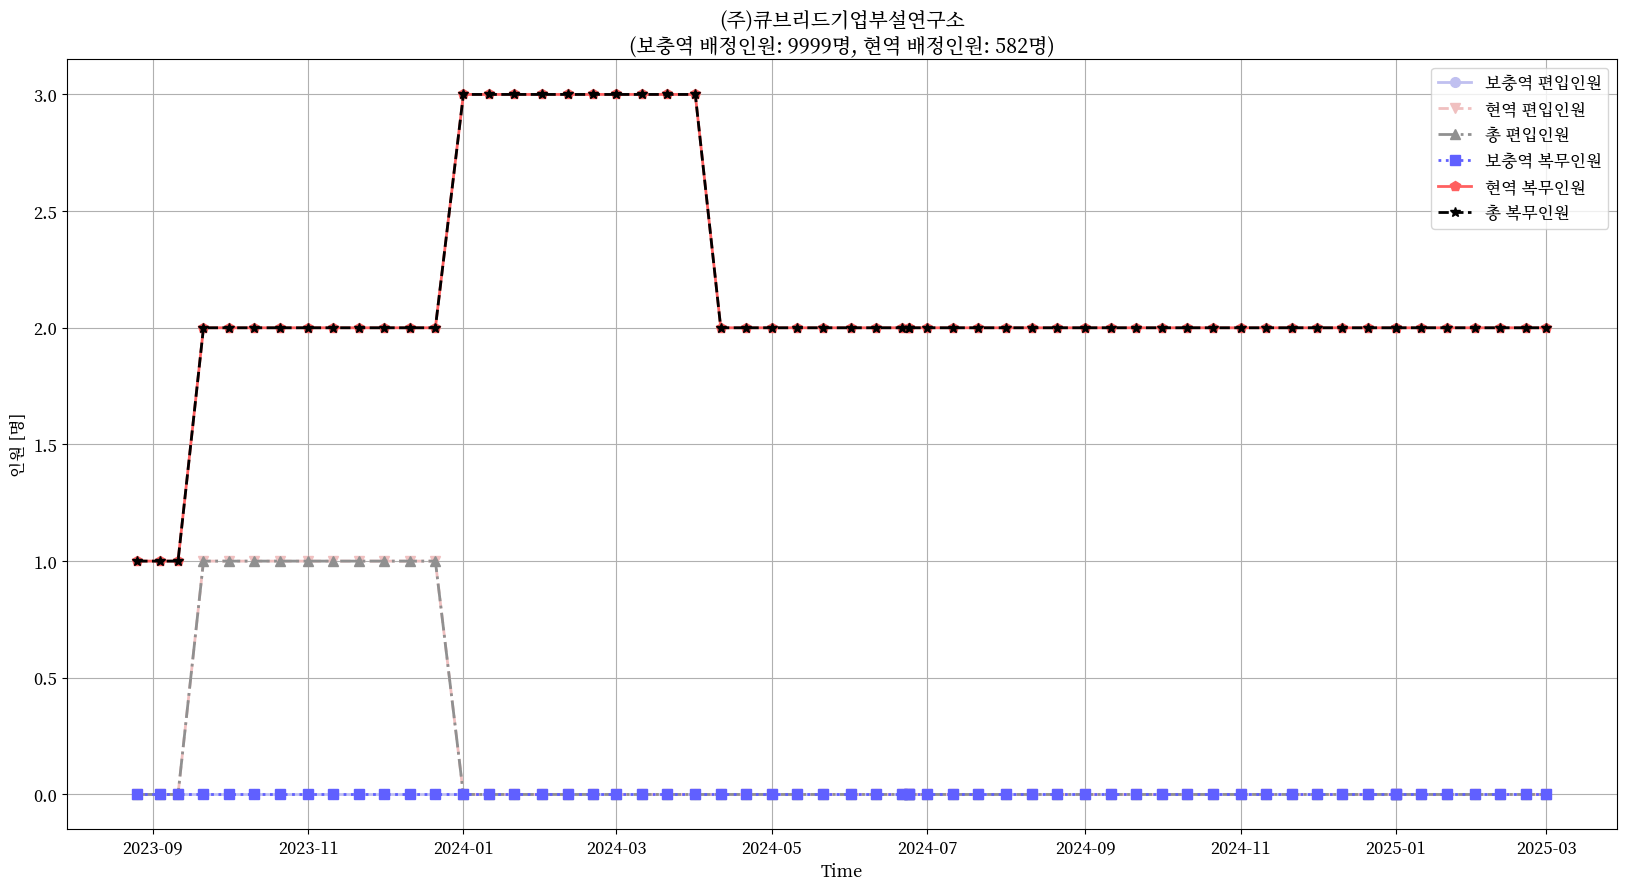 (주)큐브리드기업부설연구소
(보충역 배정인원: 9999명, 현역 배정인원: 582명)
보충역 편입인원
현역 편입인원
총 편입인원
보충역 복무인원
현역 복무인원
총 복무인원
인원 [명]
3.0
2.5
2.0
1.5
1.0
0.5
0.0
2023-09 2023-11 2024-01 2024-03 2024-05 2024-07 2024-09 2024-11 2025-01 2025-03
Time